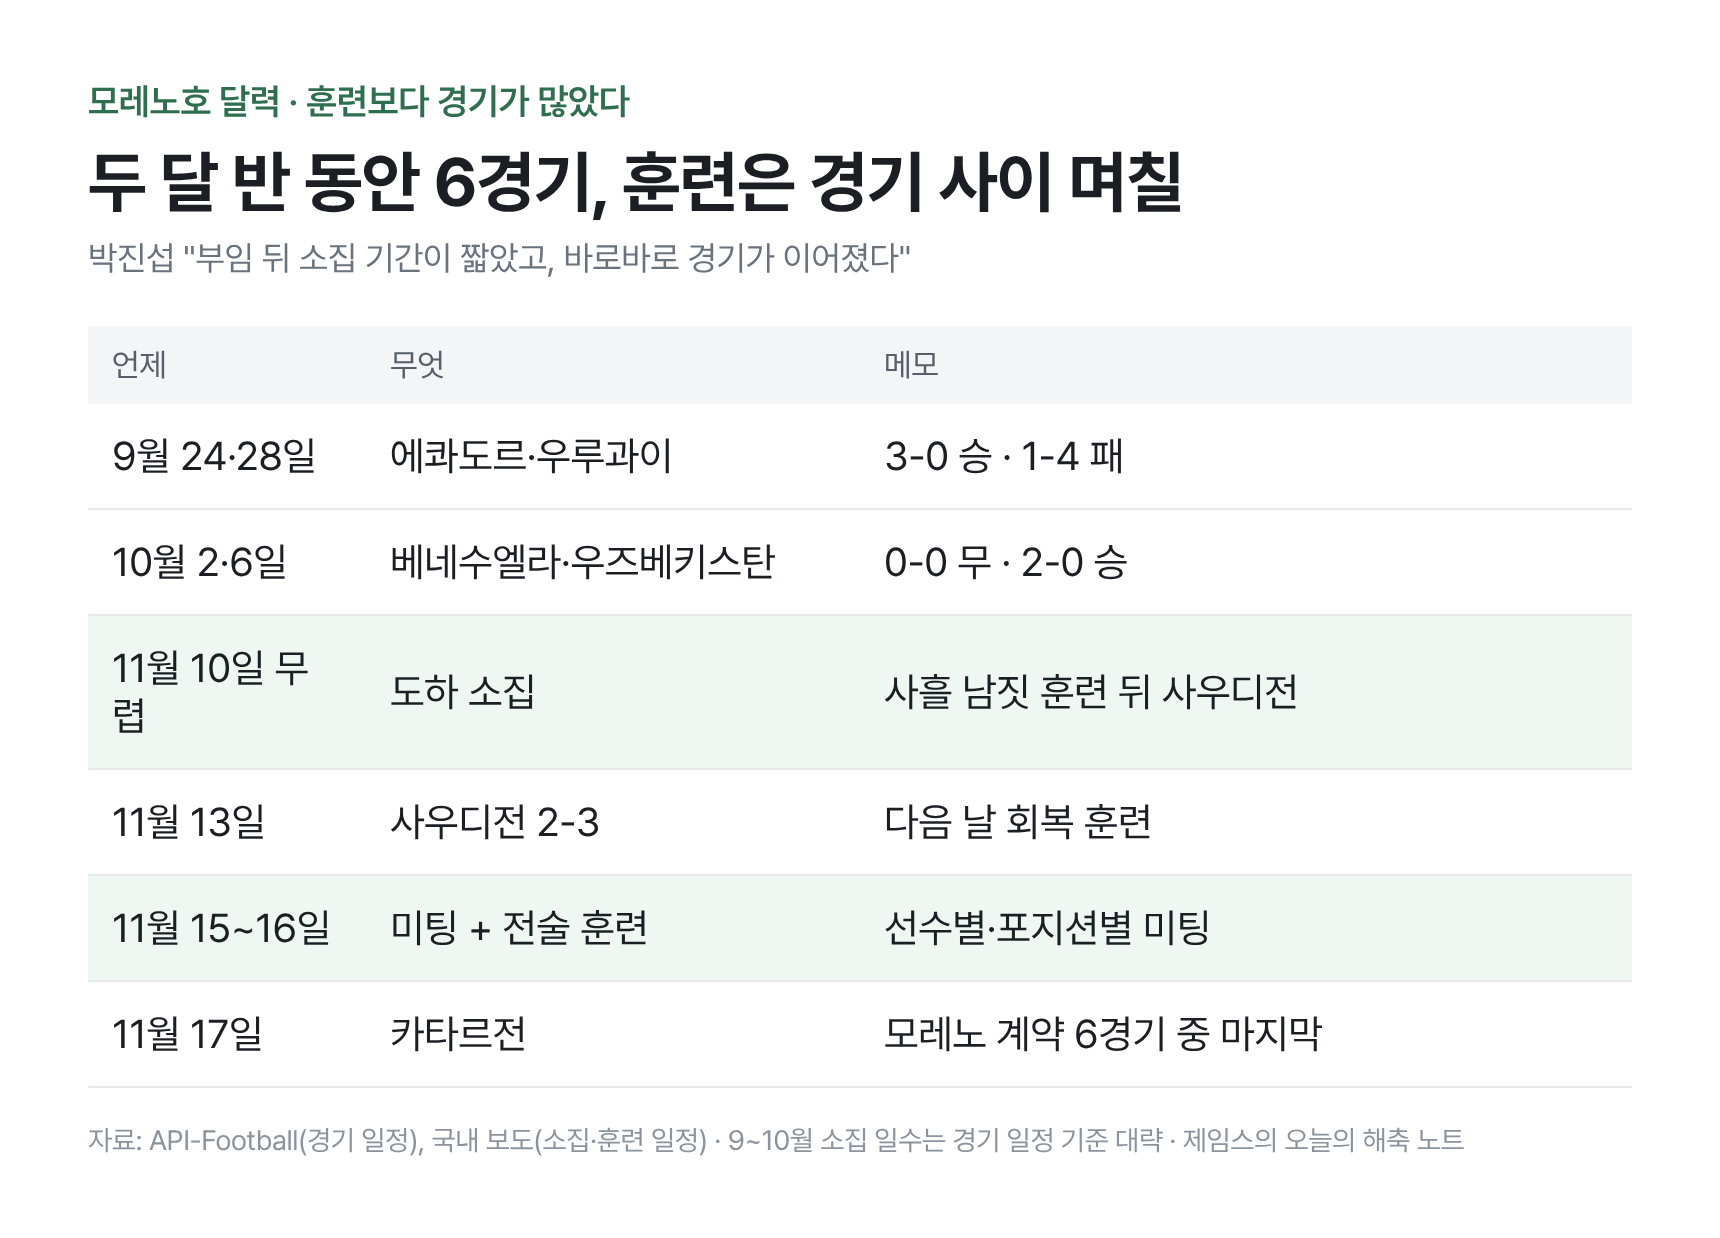 모레노호 달력 · 훈련보다 경기가 많았다
두 달 반 동안 6경기, 훈련은 경기 사이 며칠
박진섭 "부임 뒤 소집 기간이 짧았고, 바로바로 경기가 이어졌다"
언제 무엇 메모
9월 24·28일 에콰도르·우루과이 3-0 승 · 1-4 패
10월 2·6일 베네수엘라·우즈베키스탄 0-0 무 · 2-0 승
11월 10일 무
렵 도하 소집 사흘 남짓 훈련 뒤 사우디전
11월 13일 사우디전 2-3 다음 날 회복 훈련
11월 15~16일 미팅 + 전술 훈련 선수별·포지션별 미팅
11월 17일 카타르전 모레노 계약 6경기 중 마지막
자료: API-Football(경기 일정), 국내 보도(소집·훈련 일정) · 9~10월 소집 일수는 경기 일정 기준 대략 · 제임스의 오늘의 해축 노트